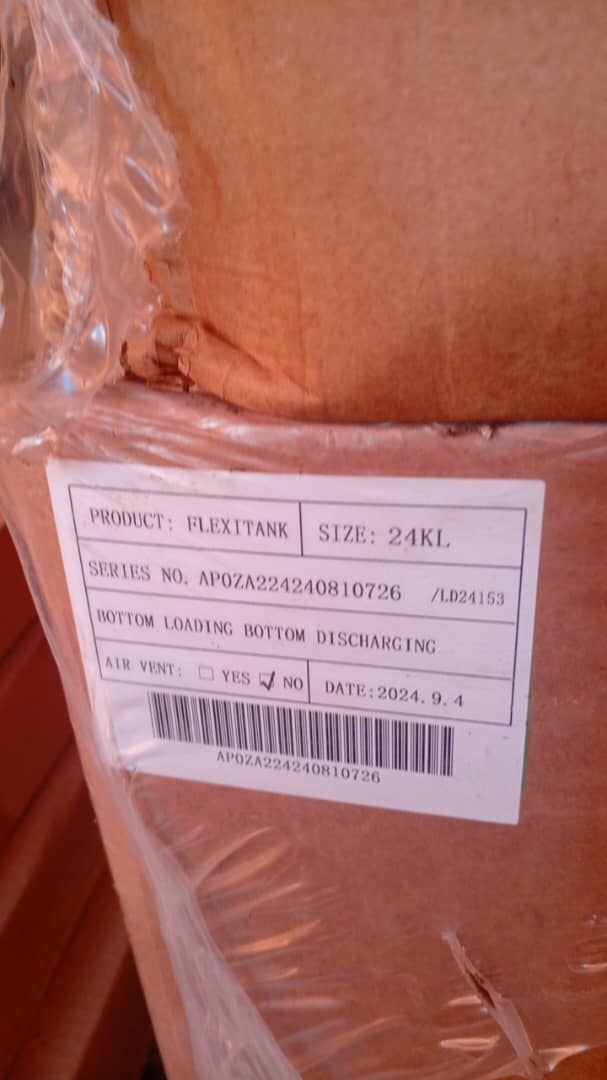 PRODUCT: FLEXITANK SIZE: 24KL
SERIES NO. APOZA224240810726 /LD24153
BOTTOM LOADING BOTTOM DISCHARGING
AIR VENT: ☐ YES ☑ NO DATE:2024.9.4
APOZA224240810726